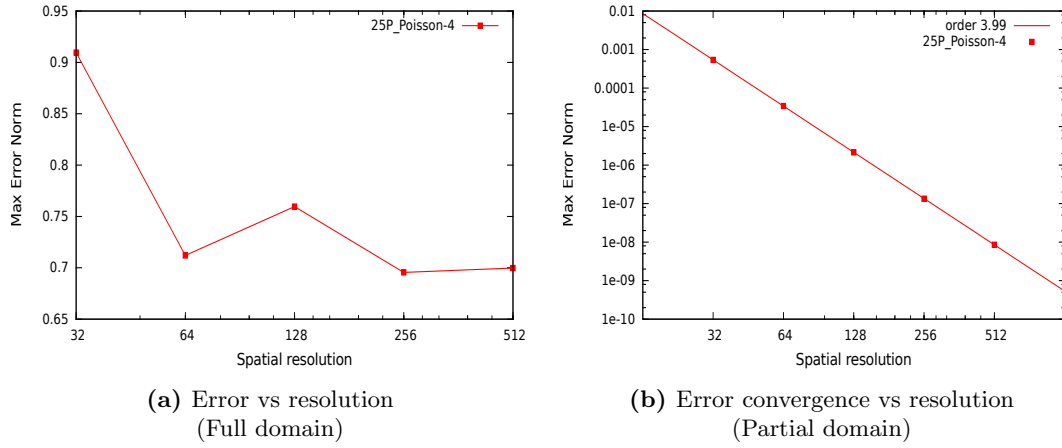 0.95
0.9
0.85
0.8
0.75
0.7
0.65
32 64 128 256 512
Max Error Norm
Spatial resolution
25P_Poisson-4
(a) Error vs resolution
(Full domain)
0.01
0.001
0.0001
1e-05
1e-06
1e-07
1e-08
1e-09
1e-10
32 64 128 256 512
Max Error Norm
Spatial resolution
order 3.99
25P_Poisson-4
(b) Error convergence vs resolution
(Partial domain)